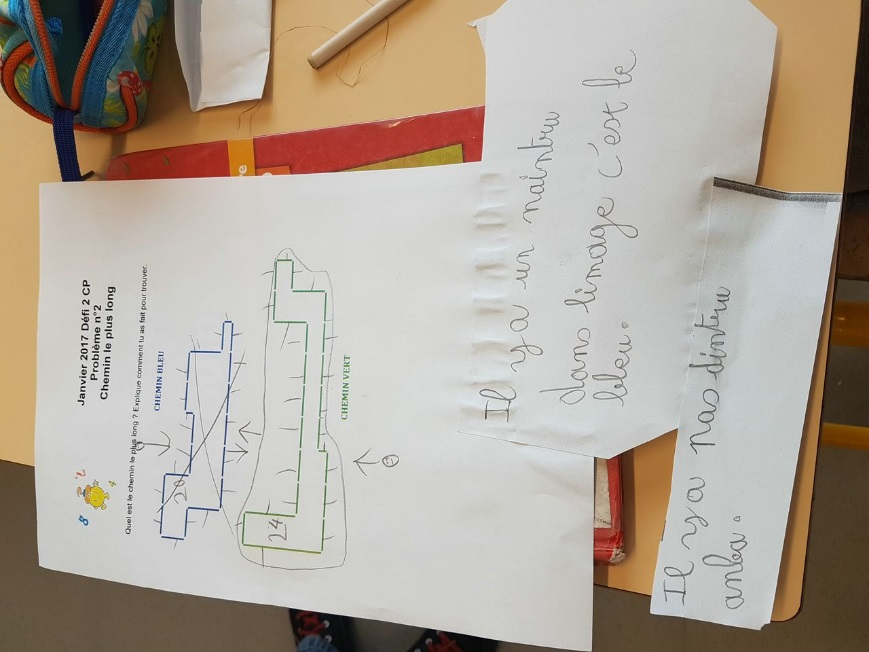 Janvier 2017 Défi 2 CP
Problème n°2
Chemin le plus long
Quel est le chemin le plus long ? Explique comment tu as fait pour trouver.
CHEMIN BLEU
24
CHEMIN VERT
Il ya un naintru
dans limage c'est le
bleu.
Il ya pas dintru
anba.